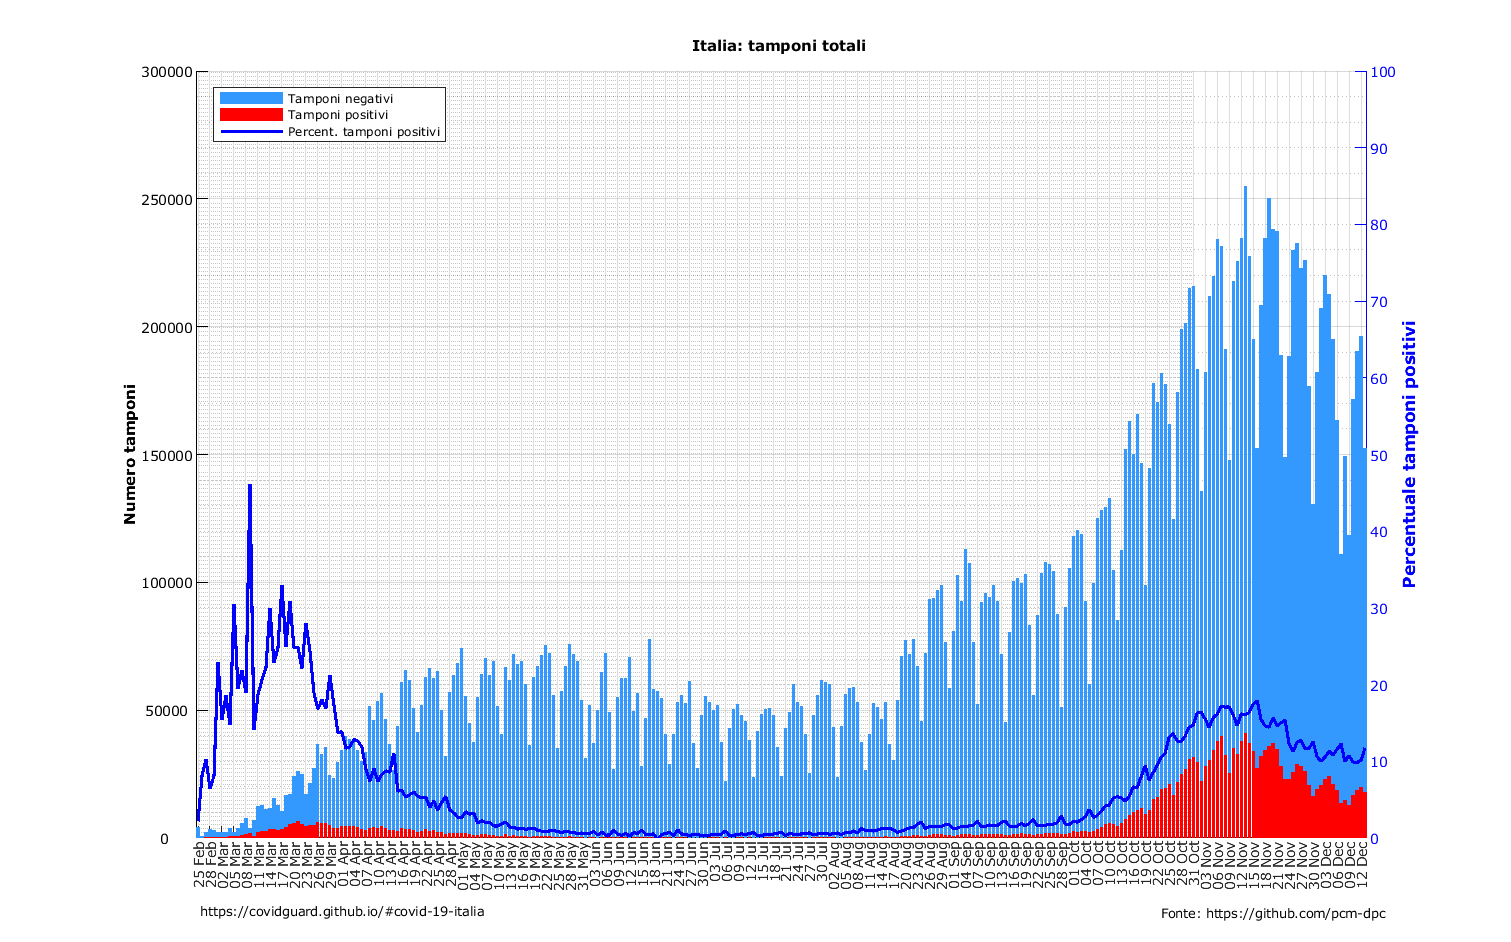 Italia: tamponi totali
300000
250000
200000
150000
100000
50000
0
Numero tamponi
Tamponi negativi
Tamponi positivi
Percent. tamponi positivi
100
90
80
70
60
50
40
30
20
10
0
Percentuale tamponi positivi
25 Feb
28 Feb
02 Mar
05 Mar
08 Mar
11 Mar
14 Mar
17 Mar
20 Mar
23 Mar
26 Mar
29 Mar
01 Apr
04 Apr
07 Apr
10 Apr
13 Apr
16 Apr
19 Apr
22 Apr
25 Apr
28 Apr
01 May
04 May
07 May
10 May
13 May
16 May
19 May
22 May
25 May
28 May
31 May
03 Jun
06 Jun
09 Jun
12 Jun
15 Jun
18 Jun
21 Jun
24 Jun
27 Jun
30 Jun
03 Jul
06 Jul
09 Jul
12 Jul
15 Jul
18 Jul
21 Jul
24 Jul
27 Jul
30 Jul
02 Aug
05 Aug
08 Aug
11 Aug
14 Aug
17 Aug
20 Aug
23 Aug
26 Aug
29 Aug
01 Sep
04 Sep
07 Sep
10 Sep
13 Sep
16 Sep
19 Sep
22 Sep
25 Sep
28 Sep
01 Oct
04 Oct
07 Oct
10 Oct
13 Oct
16 Oct
19 Oct
22 Oct
25 Oct
28 Oct
31 Oct
03 Nov
06 Nov
09 Nov
12 Nov
15 Nov
18 Nov
21 Nov
24 Nov
27 Nov
30 Nov
03 Dec
06 Dec
09 Dec
12 Dec
https://covidguard.github.io/#covid-19-italia
Fonte: https://github.com/pcm-dpc